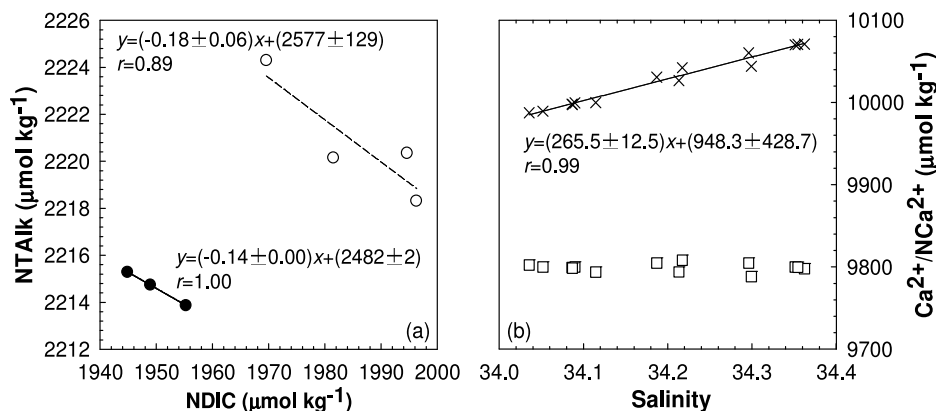 2226
2224
2222
2220
2218
2216
2214
2212
NTAlk (μmol kg⁻¹)
y=(-0.18±0.06)x+(2577±129)
r=0.89
y=(-0.14±0.00)x+(2482±2)
r=1.00
(a)
1940 1950 1960 1970 1980 1990 2000
NDIC (μmol kg⁻¹)
y=(265.5±12.5)x+(948.3±428.7)
r=0.99
(b)
34.0 34.1 34.2 34.3 34.4
Salinity
10100
10000
9900
9800
9700
Ca²⁺/NCa²⁺ (μmol kg⁻¹)